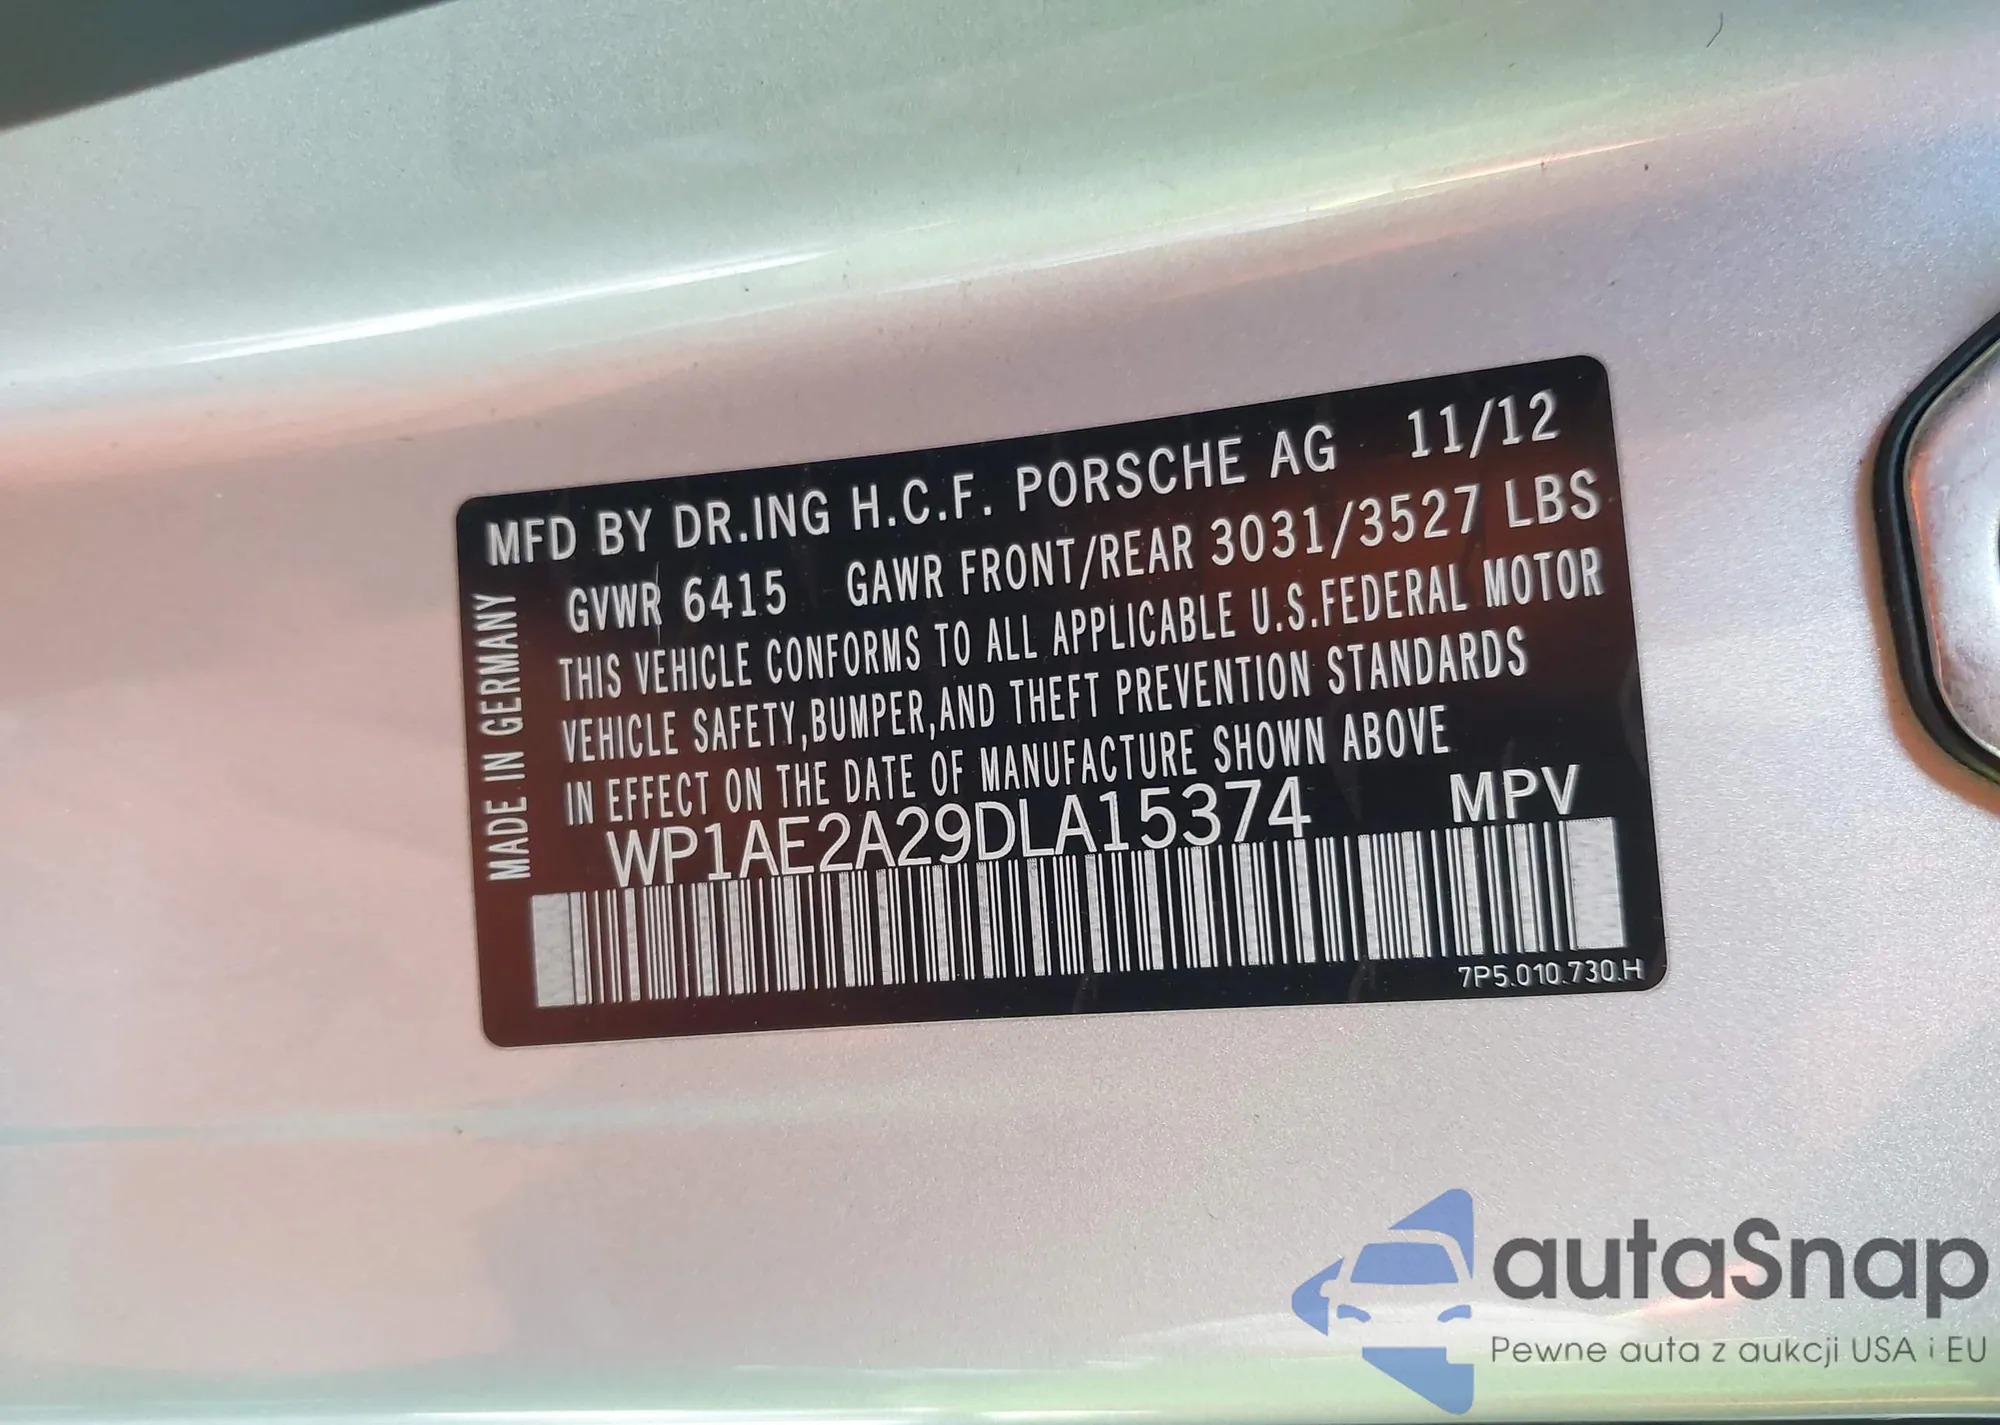 MFD BY DR.ING H.C.F. PORSCHE AG 11/12
GVWR 6415 GAWR FRONT/REAR 3031/3527 LBS
THIS VEHICLE CONFORMS TO ALL APPLICABLE U.S.FEDERAL MOTOR
VEHICLE SAFETY,BUMPER,AND THEFT PREVENTION STANDARDS
IN EFFECT ON THE DATE OF MANUFACTURE SHOWN ABOVE
WP1AE2A29DLA15374 MPV
7P5.010.730.H
MADE IN GERMANY
autaSnap
Pewne auta z aukcji USA i EU